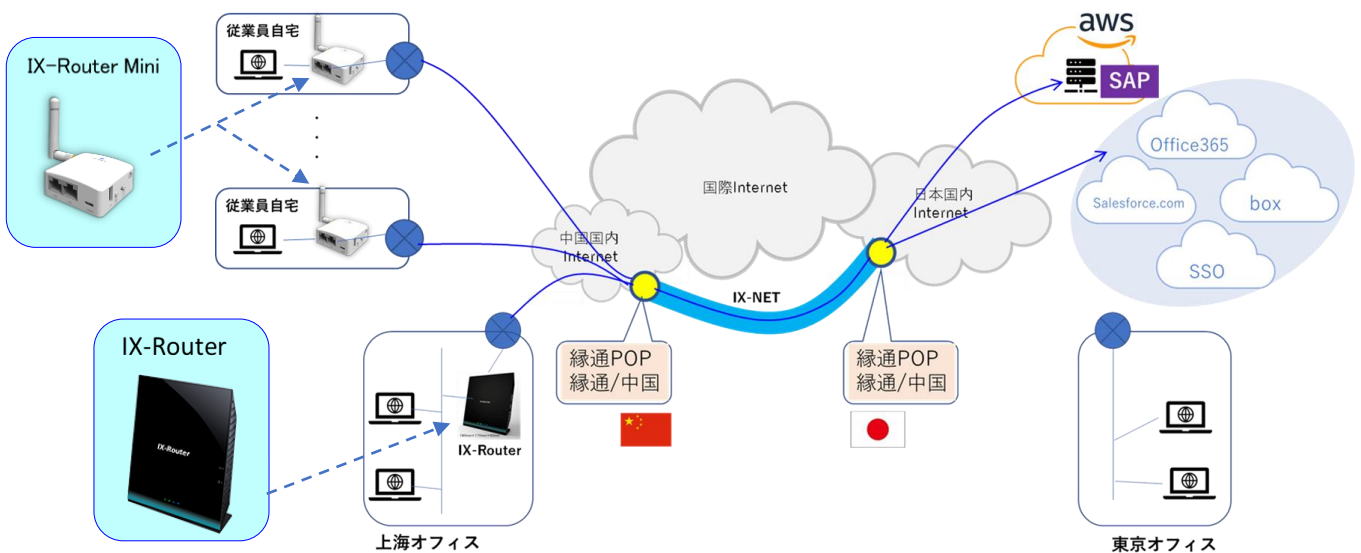 IX-Router Mini
従業員自宅
従業員自宅
IX-Router
IX-Router
IX-Router
上海オフィス
中国国内
Internet
国際Internet
日本国内
Internet
IX-NET
縁通POP
縁通/中国
縁通POP
縁通/中国
aws
SAP
Office365
Salesforce.com
box
SSO
東京オフィス